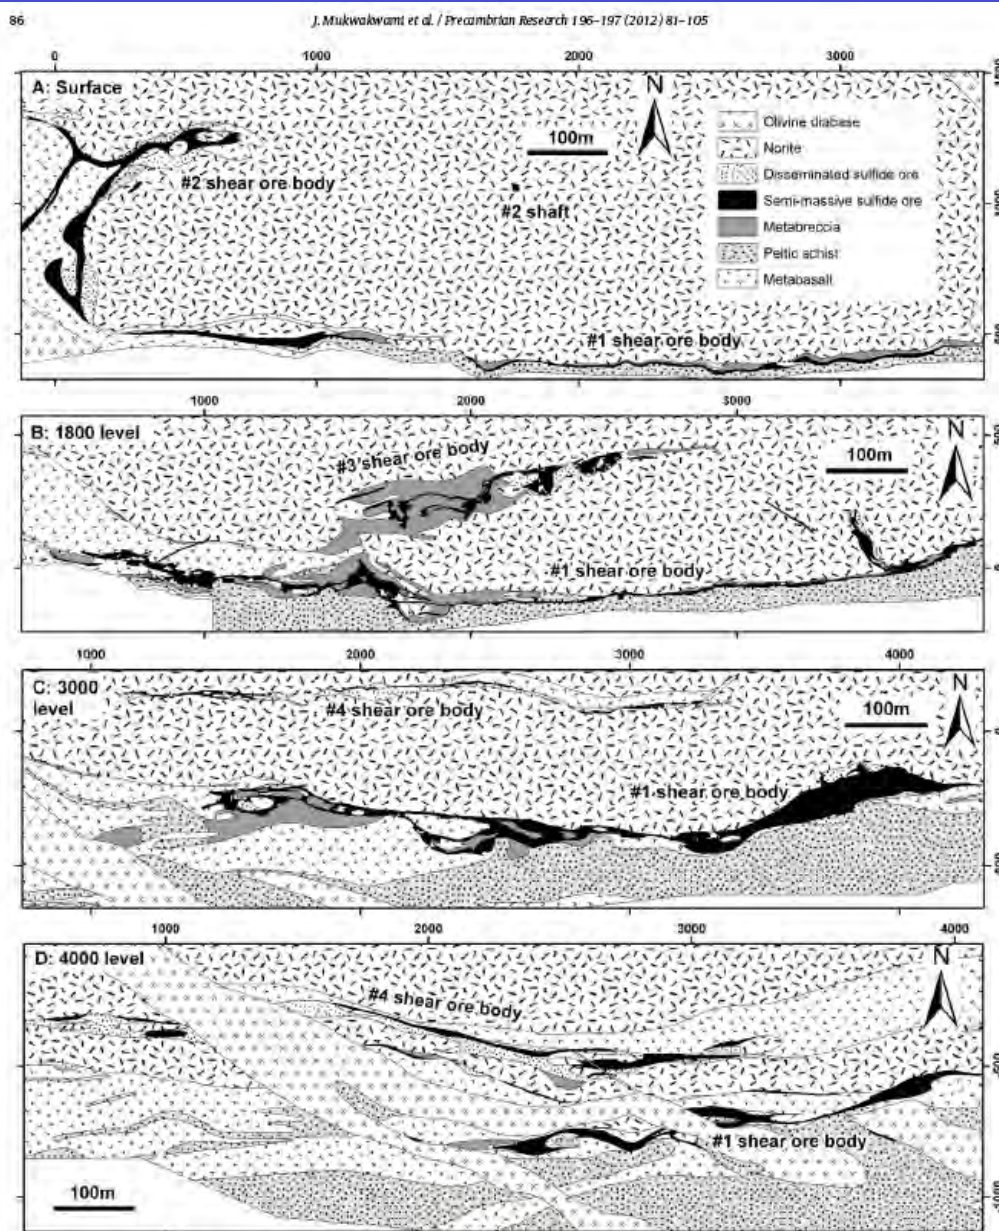 86
J. Mukwakwami et al. / Precambrian Research 196–197 (2012) 81–105
0 1000 2000 3000
A: Surface
N
100m
Olivine diabase
Norite
Disseminated sulfide ore
Semi-massive sulfide ore
Metabreccia
Pelitic schist
Metabasalt
#2 shear ore body
#2 shaft
#1 shear ore body
1000 2000 3000
B: 1800 level
N
#3 shear ore body
100m
#1 shear ore body
0
1000 2000 3000 4000
C: 3000
level
N
#4 shear ore body
100m
#1 shear ore body
1000 2000 3000 4000
D: 4000 level
N
#4 shear ore body
#1 shear ore body
100m